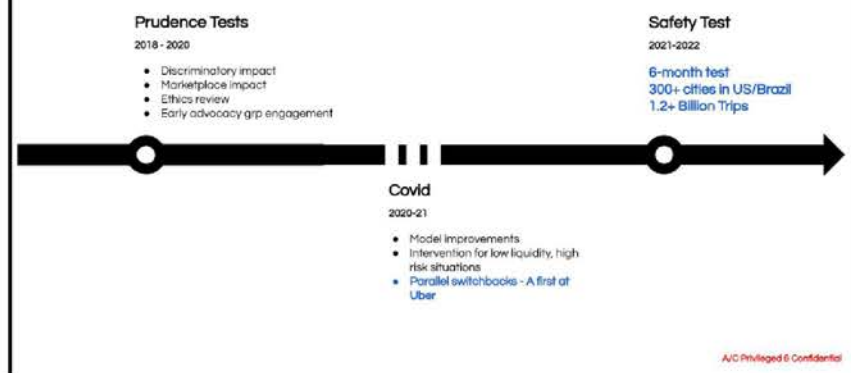 Prudence Tests
2018 - 2020
● Discriminatory impact
● Marketplace impact
● Ethics review
● Early advocacy grp engagement
Safety Test
2021-2022
6-month test
300+ cities in US/Brazil
1.2+ Billion Trips
Covid
2020-21
● Model improvements
● Intervention for low liquidity, high
risk situations
● Parallel switchbacks - A first at
Uber
A/C Privileged & Confidential